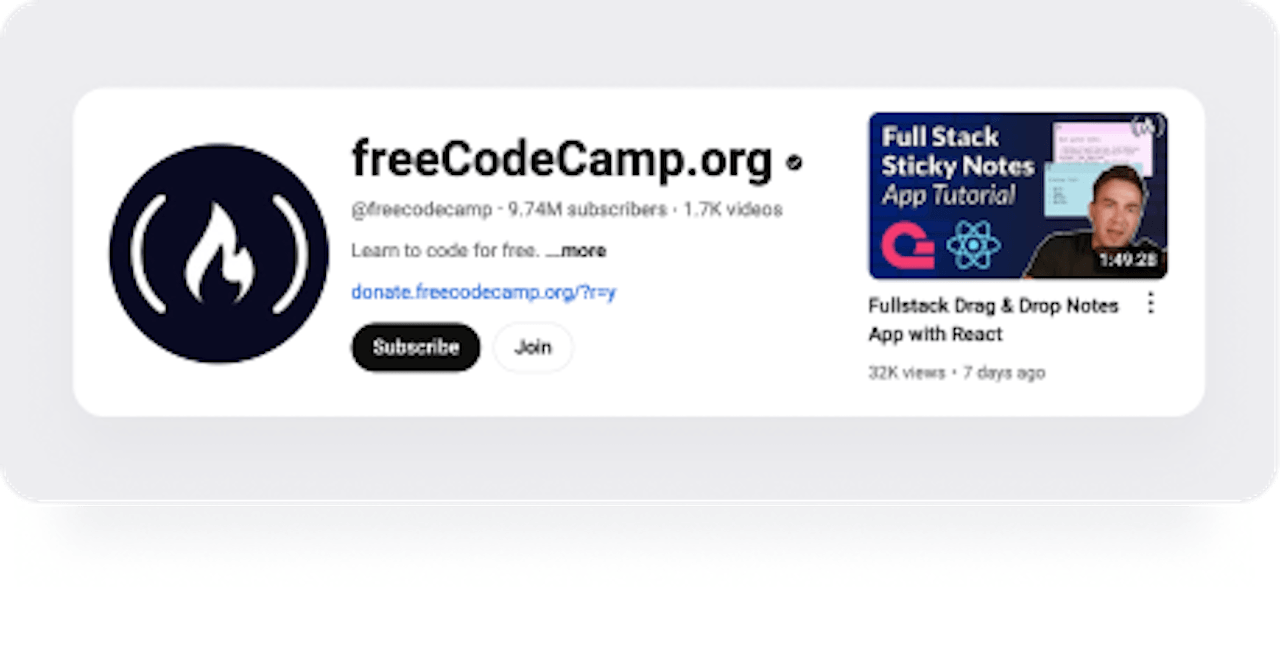 freeCodeCamp.org
@freecodecamp · 9.74M subscribers · 1.7K videos
Learn to code for free. ...more
donate.freecodecamp.org/?r=y
Subscribe
Join
Full Stack
Sticky Notes
App Tutorial
1:49:28
Fullstack Drag & Drop Notes
App with React
32K views • 7 days ago